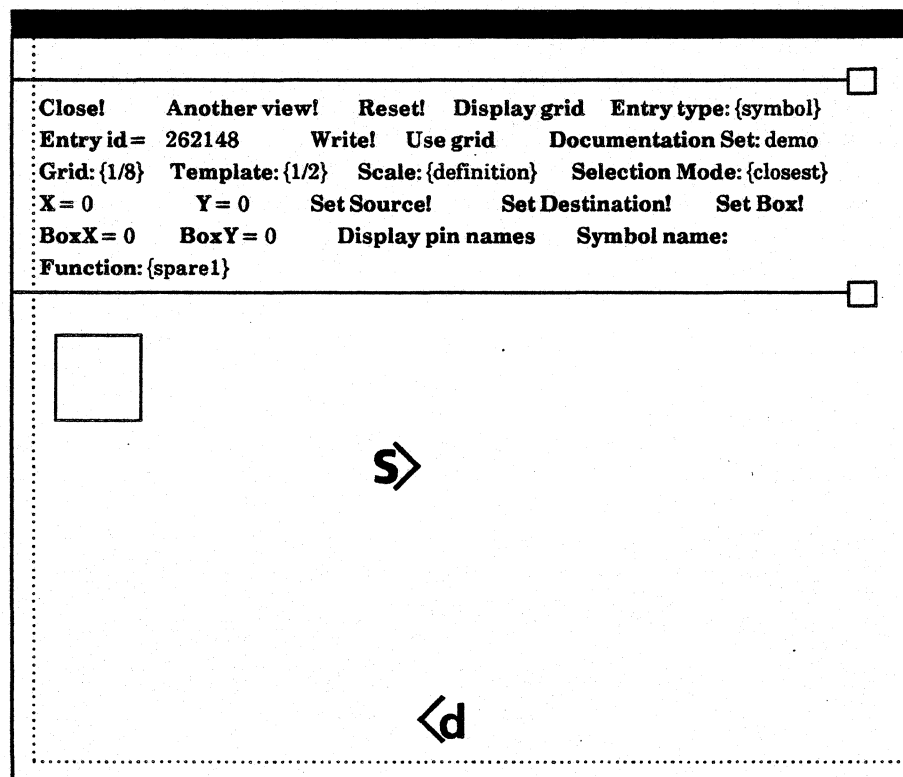 Close! Another view! Reset! Display grid Entry type: {symbol}
Entry id = 262148 Write! Use grid Documentation Set: demo
Grid: {1/8} Template: {1/2} Scale: {definition} Selection Mode: {closest}
X = 0 Y = 0 Set Source! Set Destination! Set Box!
BoxX = 0 BoxY = 0 Display pin names Symbol name:
Function: {spare1}
S>
<d